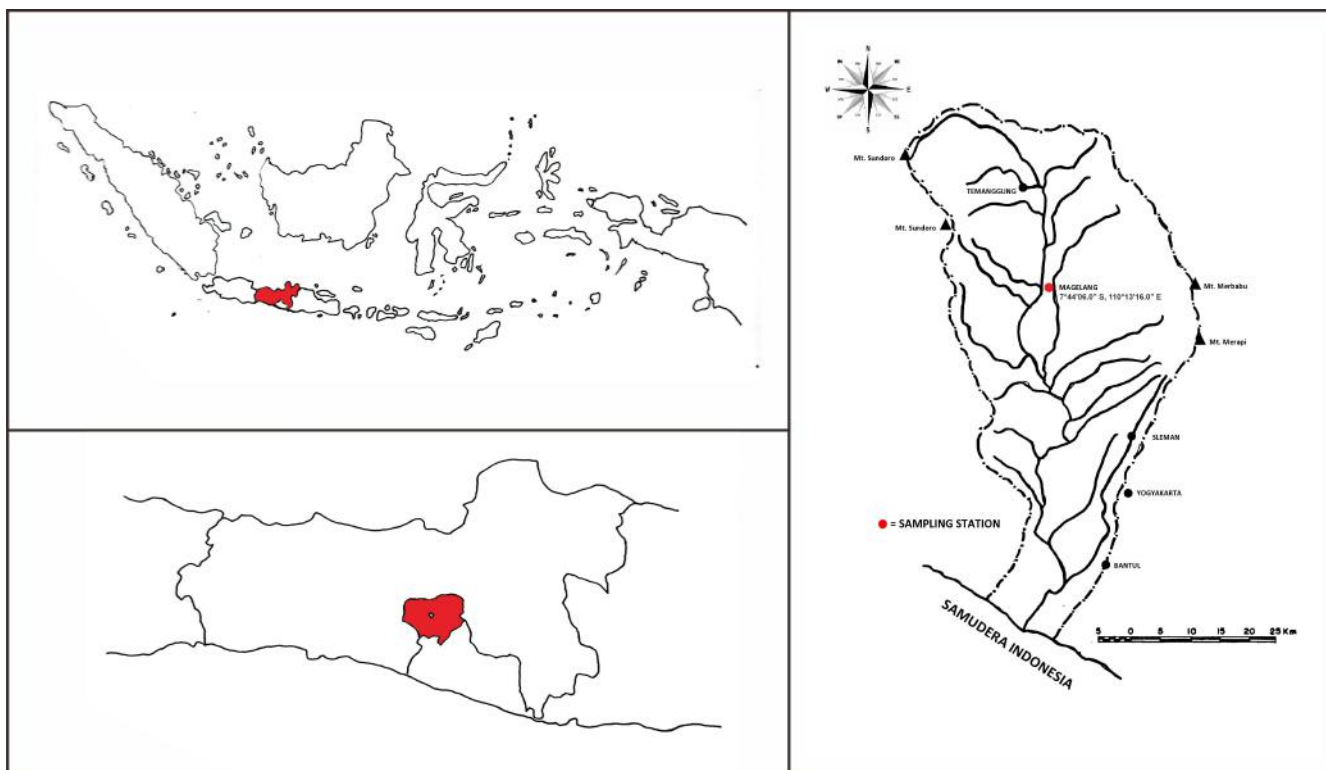 N
W
E
S
Mt. Sundoro
TEMANGGUNG
Mt. Sundoro
MAGELANG
7°44'06.0" S, 110°13'16.0" E
Mt. Merbabu
Mt. Merapi
SLEMAN
YOGYAKARTA
= SAMPLING STATION
BANTUL
SAMUDERA INDONESIA
5 0 5 10 15 20 25 Km